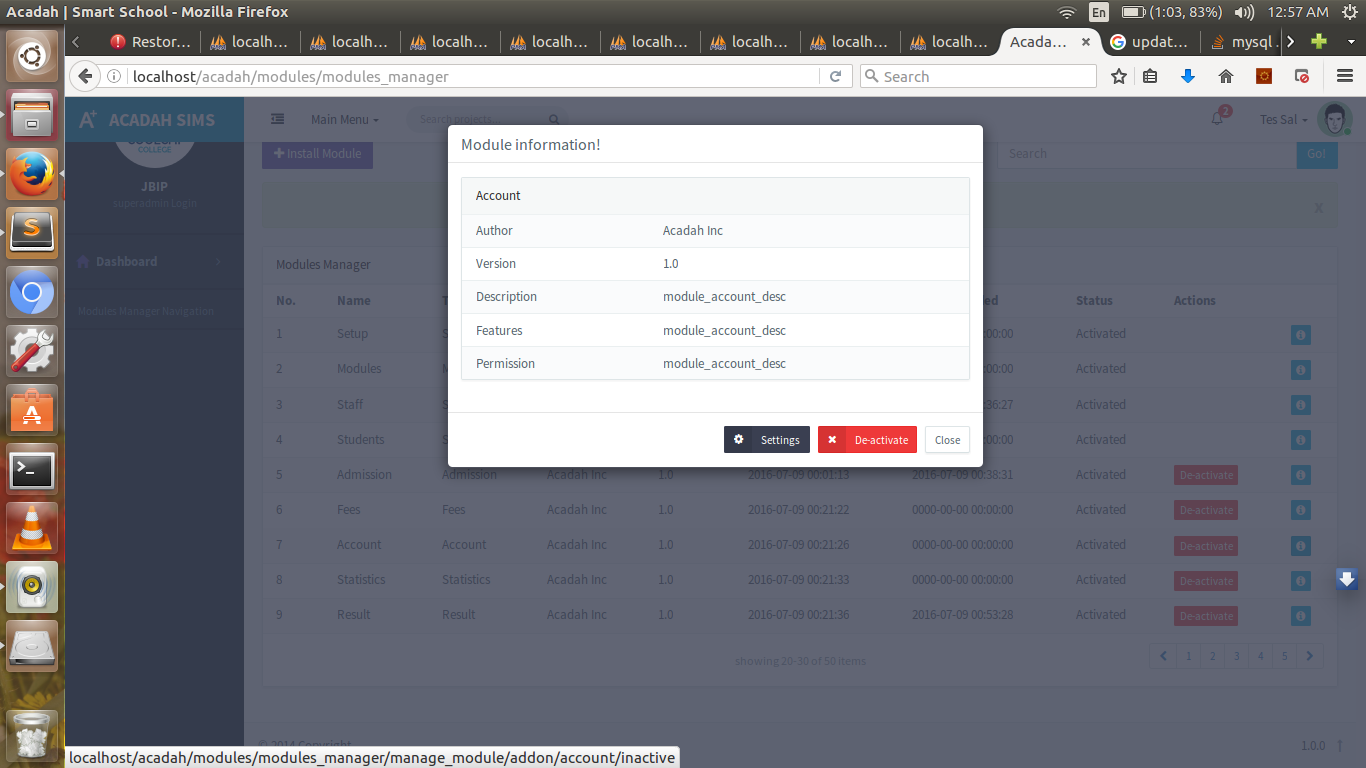 Acadah | Smart School - Mozilla Firefox
En (1:03, 83%) 12:57 AM
Restor... localh... localh... localh... localh... localh... localh... localh... localh... Acada... updat... mysql
localhost/acadah/modules/modules_manager Search
A+ ACADAH SIMS Main Menu Search projects... 2 Tes Sal
COLLEGE
JBIP
superadmin Login
Dashboard
Modules Manager Navigation
+ Install Module Search Go!
x
Modules Manager
No. Name Status Actions
1 Setup Activated
2 Modules Activated
3 Staff Activated
4 Students Activated
5 Admission Admission Acadah Inc 1.0 2016-07-09 00:01:13 2016-07-09 00:38:31 Activated De-activate
6 Fees Fees Acadah Inc 1.0 2016-07-09 00:21:22 0000-00-00 00:00:00 Activated De-activate
7 Account Account Acadah Inc 1.0 2016-07-09 00:21:26 0000-00-00 00:00:00 Activated De-activate
8 Statistics Statistics Acadah Inc 1.0 2016-07-09 00:21:33 0000-00-00 00:00:00 Activated De-activate
9 Result Result Acadah Inc 1.0 2016-07-09 00:21:36 2016-07-09 00:53:28 Activated De-activate
showing 20-30 of 50 items 1 2 3 4 5
© 2014 Copyright 1.0.0
Module information!
Account
Author Acadah Inc
Version 1.0
Description module_account_desc
Features module_account_desc
Permission module_account_desc
Settings De-activate Close
localhost/acadah/modules/modules_manager/manage_module/addon/account/inactive